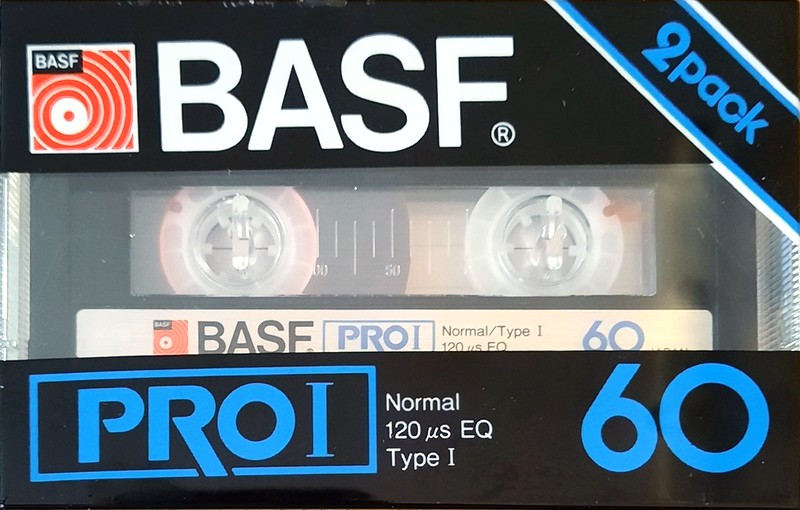 BASF
BASF®
2pack
00 50
BASF PRO I Normal/Type I 60
120 µs EQ
PRO I Normal 60
120 µs EQ
Type I